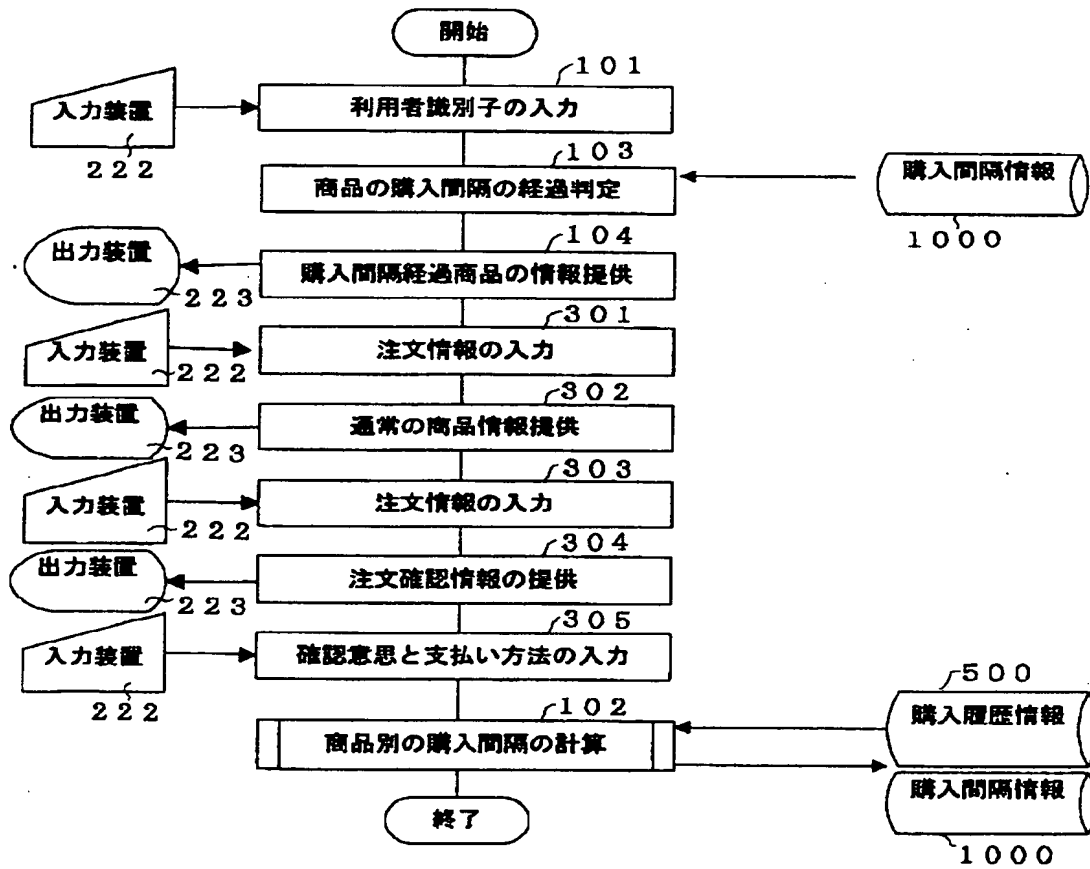 開始
101
入力装置
利用者識別子の入力
222
103
商品の購入間隔の経過判定
購入間隔情報
1000
104
出力装置
購入間隔経過商品の情報提供
223
301
入力装置
注文情報の入力
222
302
出力装置
通常の商品情報提供
223
303
入力装置
注文情報の入力
222
304
出力装置
注文確認情報の提供
223
305
入力装置
確認意思と支払い方法の入力
222
500
102
購入履歴情報
商品別の購入間隔の計算
購入間隔情報
終了
1000